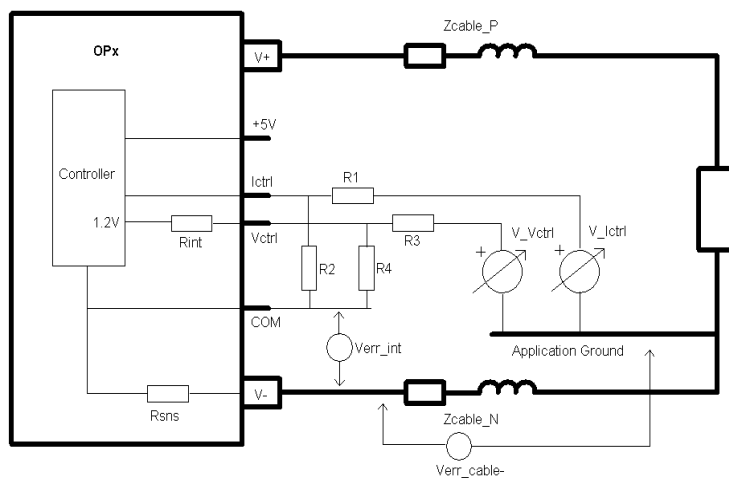 OPx
Zcable_P
V+
+5V
Controller
Ictrl
R1
1.2V
Rint
Vctrl
R3
V_Vctrl
V_Ictrl
+
+
R2
R4
COM
Verr_int
Application Ground
Rsns
V-
Zcable_N
Verr_cable-